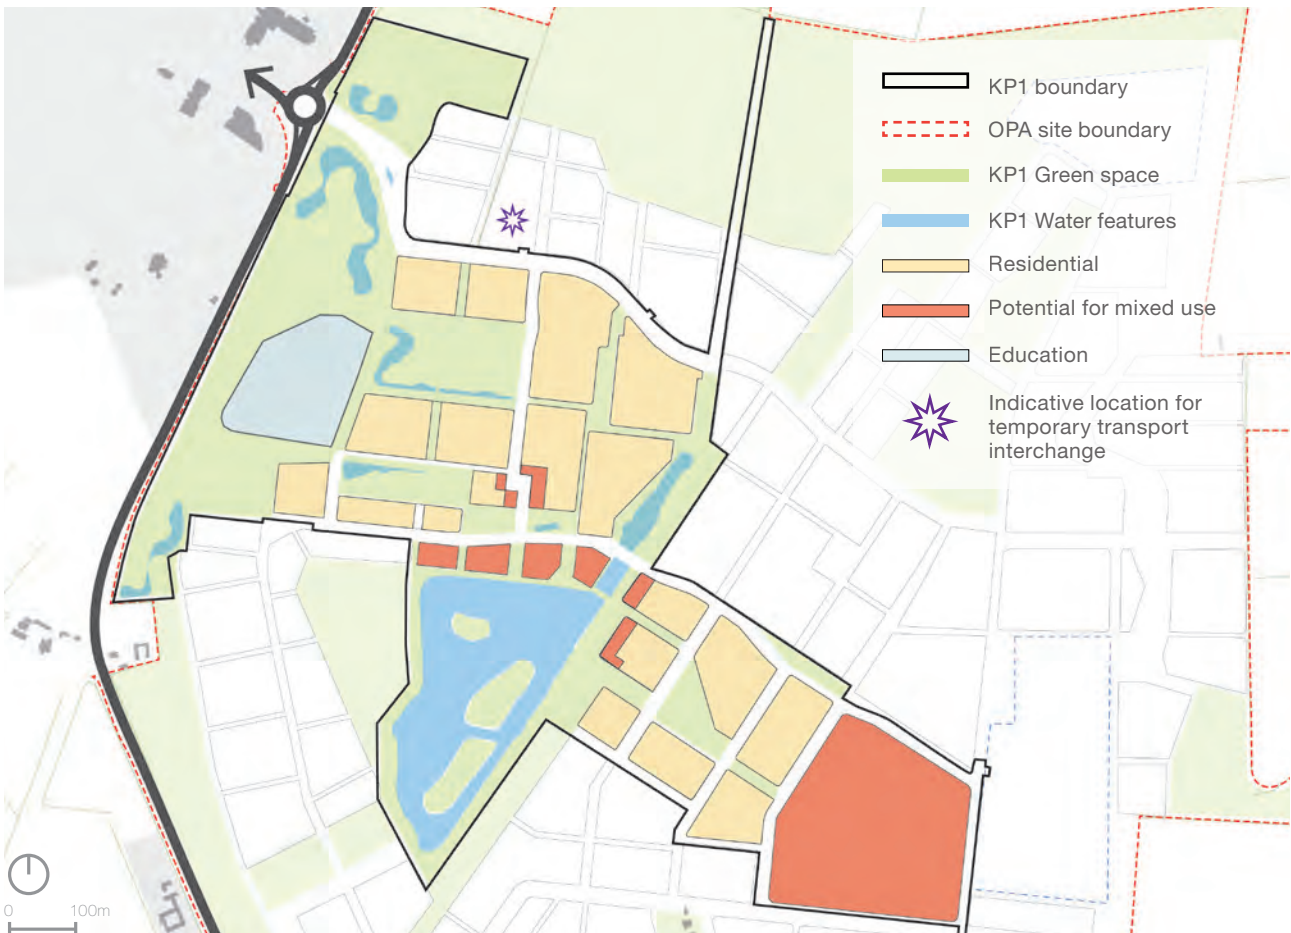 KP1 boundary
OPA site boundary
KP1 Green space
KP1 Water features
Residential
Potential for mixed use
Education
Indicative location for
temporary transport
interchange
0 100m